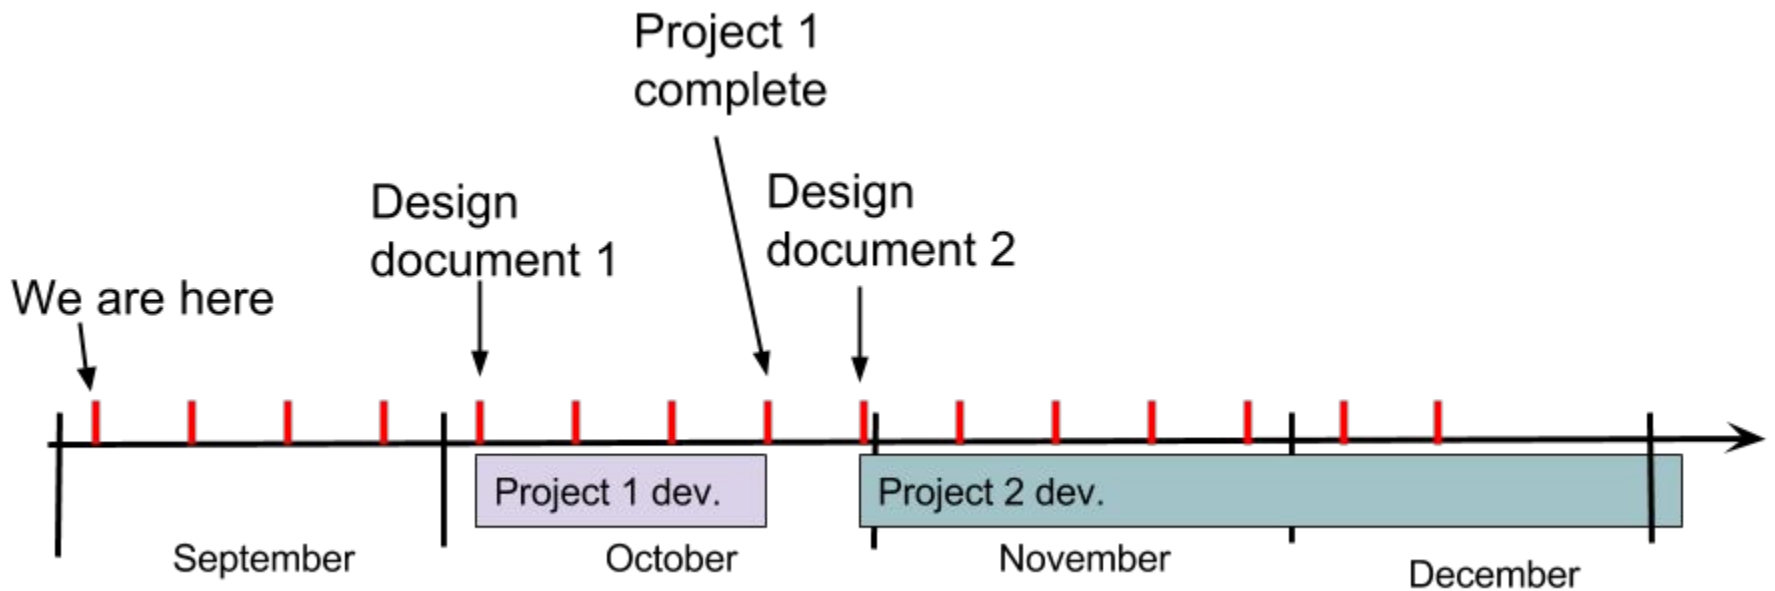 Project 1
complete
Design
document 1
Design
document 2
We are here
Project 1 dev.
Project 2 dev.
September
October
November
December